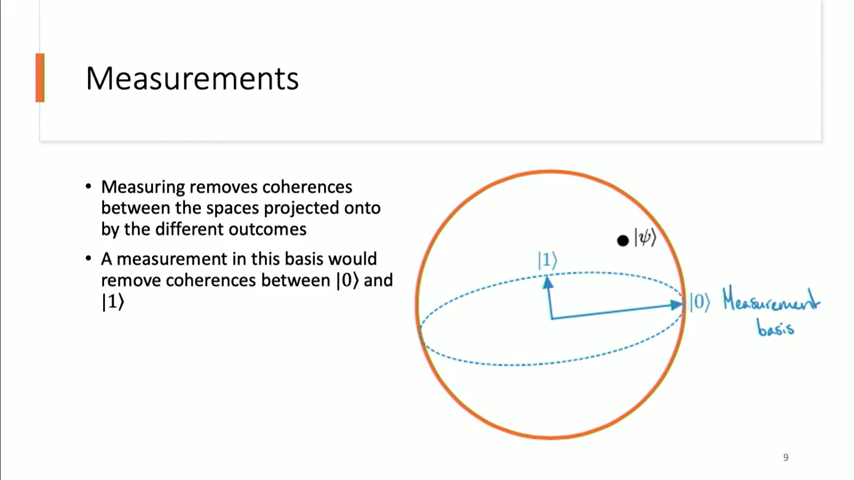 Measurements
• Measuring removes coherences
between the spaces projected onto
by the different outcomes
• A measurement in this basis would
remove coherences between |0⟩ and
|1⟩
|ψ⟩
|1⟩
|0⟩ Measurement
basis
9